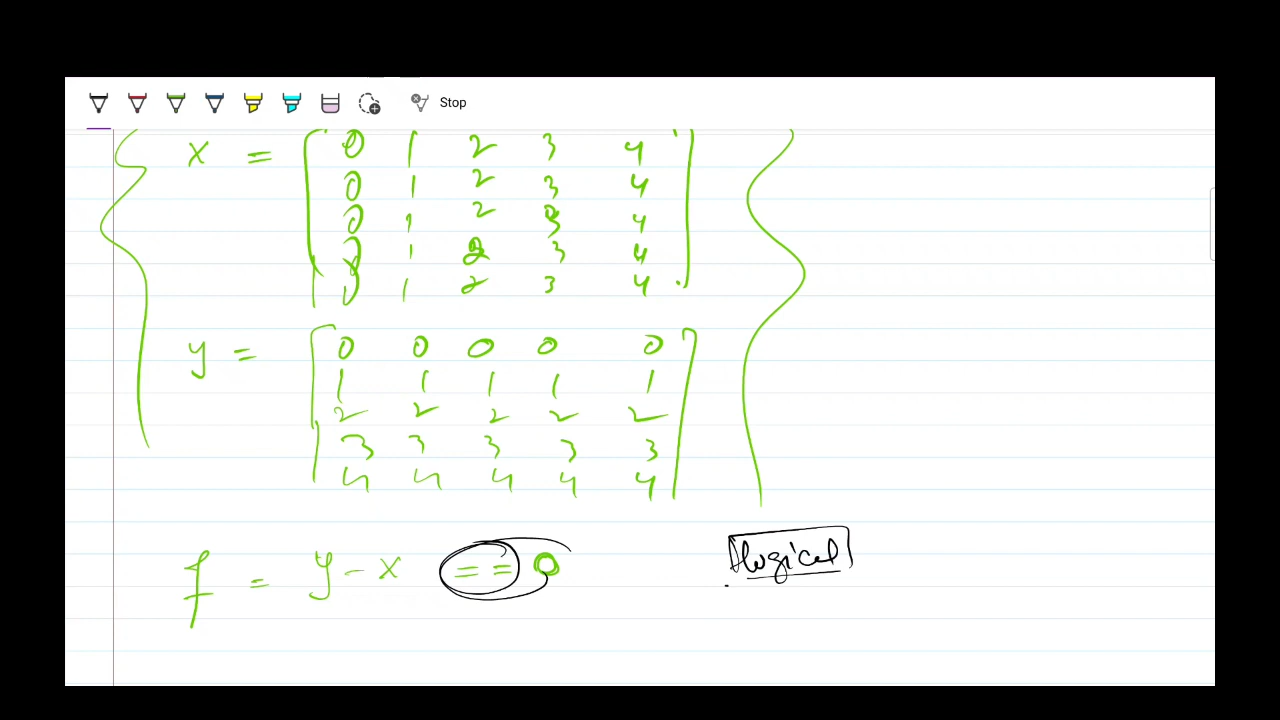 Stop
x = 0 1 2 3 4
0 1 2 3 4
0 1 2 3 4
0 1 2 3 4
0 1 2 3 4
y = 0 0 0 0 0
1 1 1 1 1
2 2 2 2 2
3 3 3 3 3
4 4 4 4 4
f = y - x == 0
logical